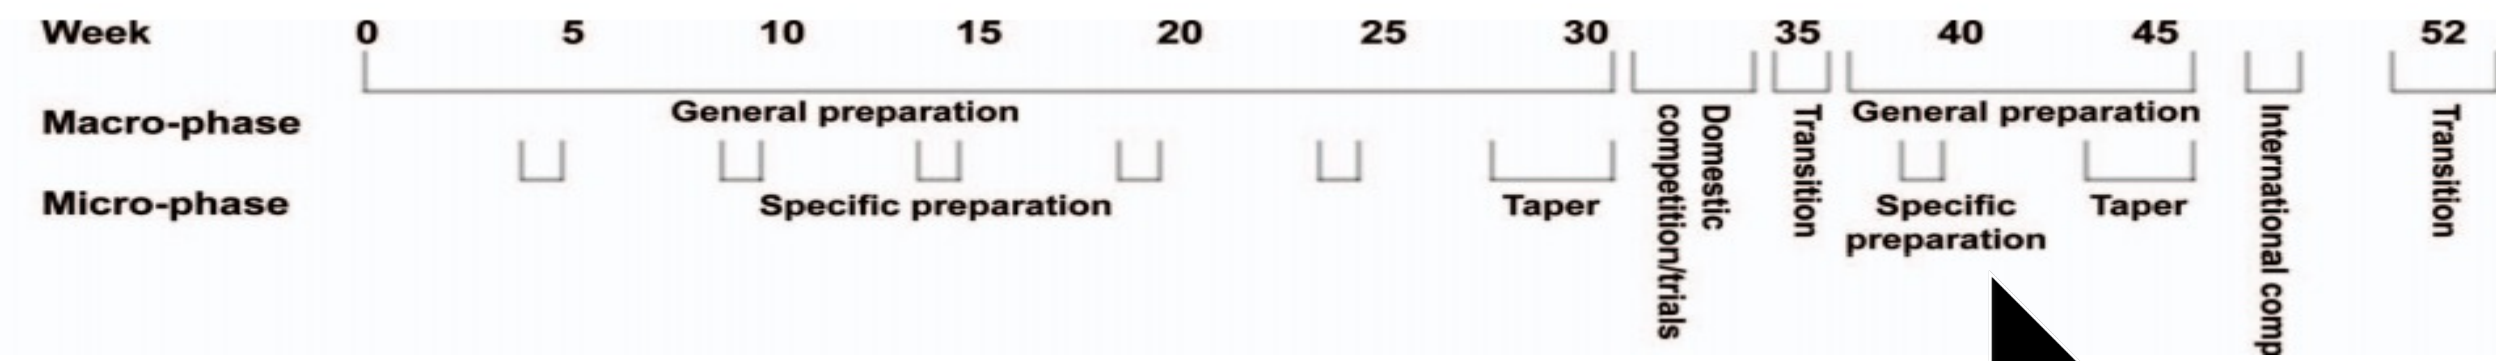 Week 0 5 10 15 20 25 30 35 40 45 52
Macro-phase
General preparation
Domestic
competition/trials
Transition
General preparation
International comp
Transition
Micro-phase
Specific preparation
Taper
Specific
preparation
Taper